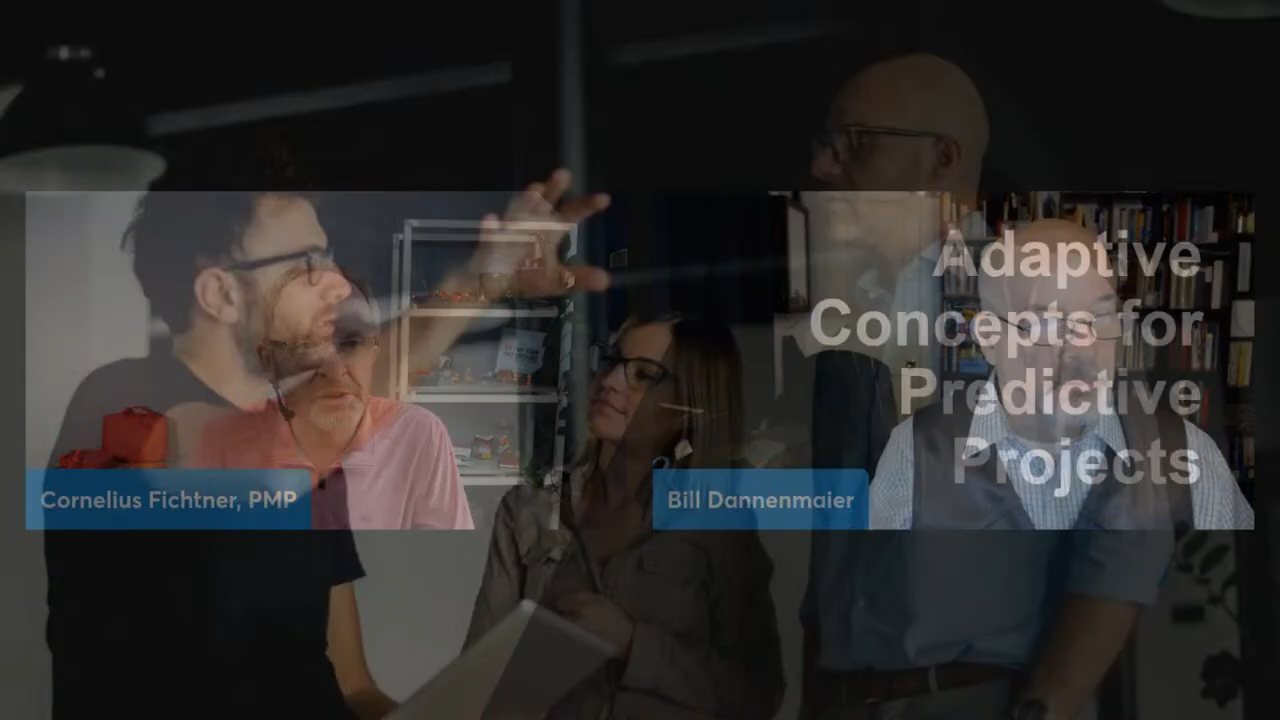 Adaptive
Concepts for
Predictive
Projects
Cornelius Fichtner, PMP
Bill Dannenmaier